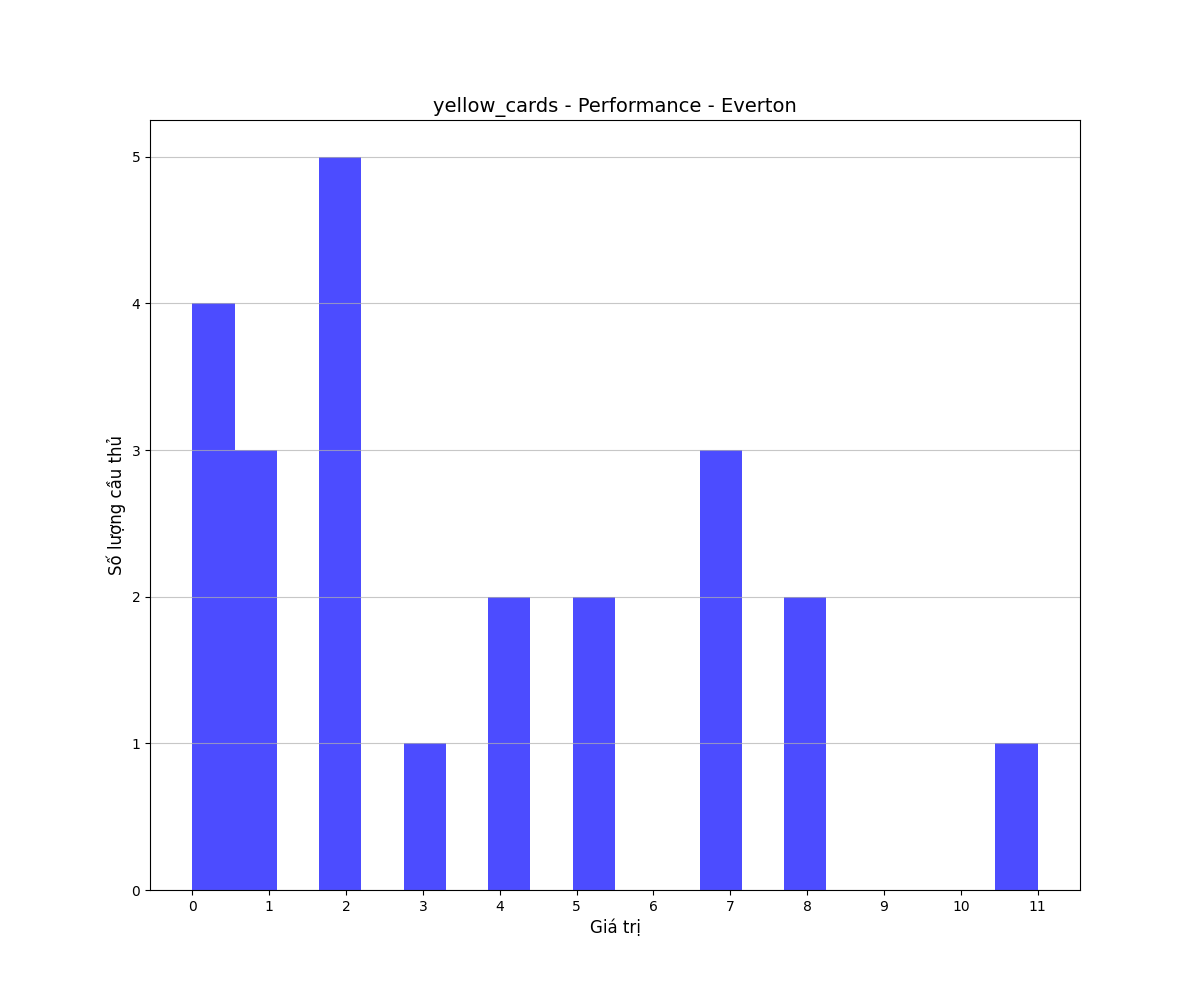 yellow_cards - Performance - Everton
5
4
3
2
1
0
Số lượng cầu thủ
0 1 2 3 4 5 6 7 8 9 10 11
Giá trị